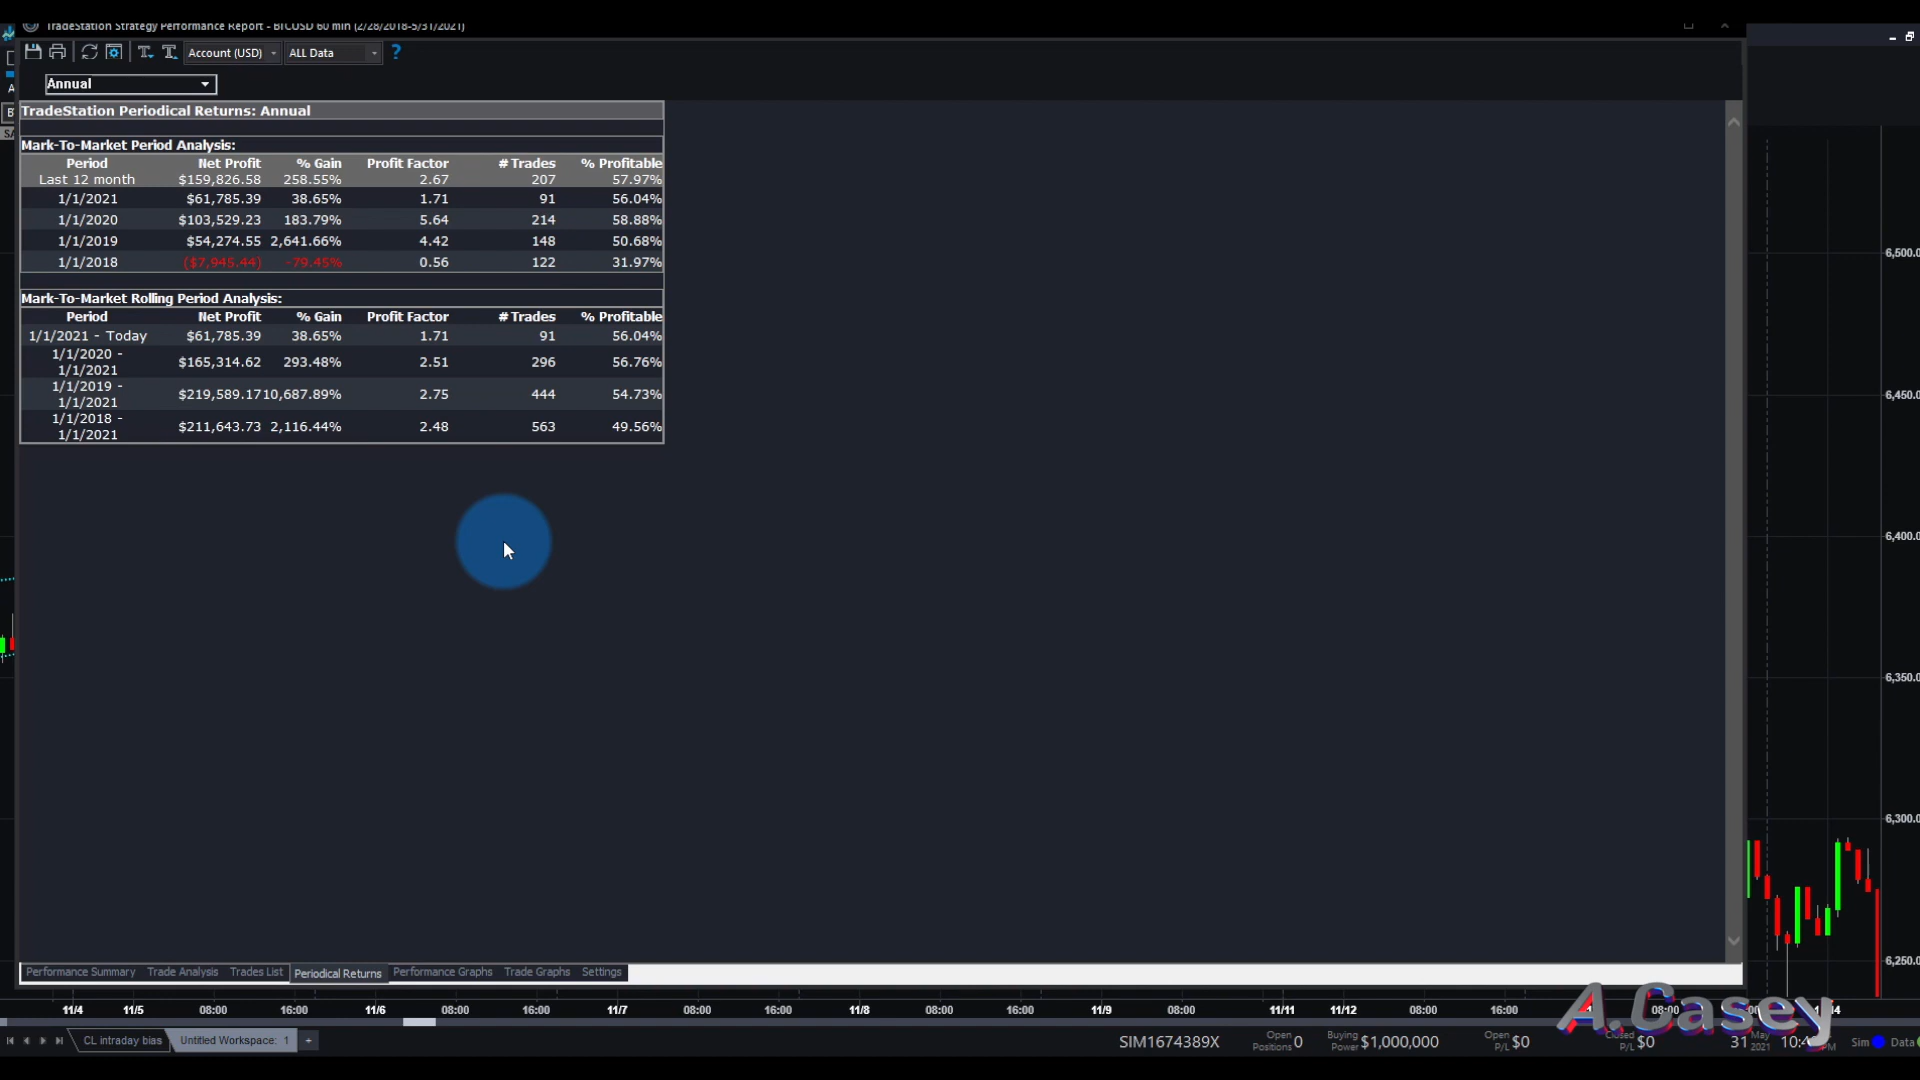 TradeStation Strategy Performance Report - BTCUSD 60 min (2/28/2018-5/31/2021)
Account (USD) ALL Data ?
Annual
TradeStation Periodical Returns: Annual
Mark-To-Market Period Analysis:
Period Net Profit % Gain Profit Factor # Trades % Profitable
Last 12 month $159,826.58 258.55% 2.67 207 57.97%
1/1/2021 $61,785.39 38.65% 1.71 91 56.04%
1/1/2020 $103,529.23 183.79% 5.64 214 58.88%
1/1/2019 $54,274.55 2,641.66% 4.42 148 50.68%
1/1/2018 ($7,945.44) -79.45% 0.56 122 31.97%
Mark-To-Market Rolling Period Analysis:
Period Net Profit % Gain Profit Factor # Trades % Profitable
1/1/2021 - Today $61,785.39 38.65% 1.71 91 56.04%
1/1/2020 -
1/1/2021 $165,314.62 293.48% 2.51 296 56.76%
1/1/2019 -
1/1/2021 $219,589.17 10,687.89% 2.75 444 54.73%
1/1/2018 -
1/1/2021 $211,643.73 2,116.44% 2.48 563 49.56%
6,500.0
6,450.0
6,400.0
6,350.0
6,300.0
6,250.0
Performance Summary Trade Analysis Trades List Periodical Returns Performance Graphs Trade Graphs Settings
11/4 11/5 08:00 16:00 11/6 08:00 16:00 11/7 08:00 16:00 11/8 08:00 16:00 11/9 08:00 16:00 11/11 11/12 08:00 16:00 08:00
A.Casey
CL intraday bias Untitled Workspace: 1 +
SIM1674389X Open Positions 0 Buying Power $1,000,000 Open P/L $0 Closed P/L $0 31 May 2021 Sim Data